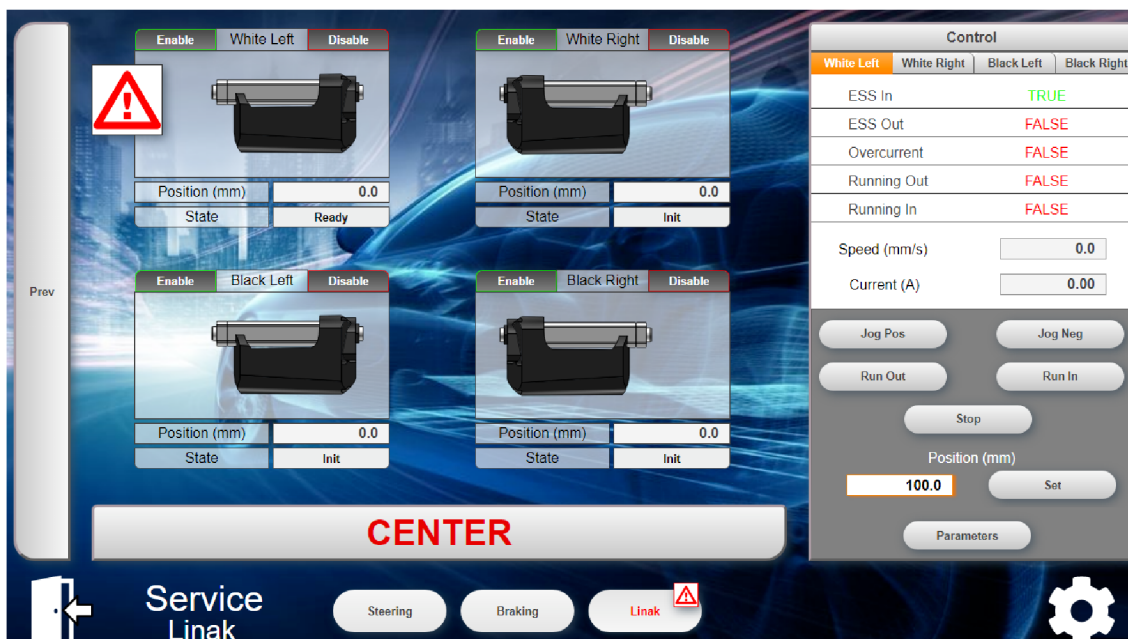 Prev
Enable White Left Disable
Position (mm) 0.0
State Ready
Enable White Right Disable
Position (mm) 0.0
State Init
Enable Black Left Disable
Position (mm) 0.0
State Init
Enable Black Right Disable
Position (mm) 0.0
State Init
CENTER
Control
White Left White Right Black Left Black Right
ESS In TRUE
ESS Out FALSE
Overcurrent FALSE
Running Out FALSE
Running In FALSE
Speed (mm/s) 0.0
Current (A) 0.00
Jog Pos Jog Neg
Run Out Run In
Stop
Position (mm)
100.0 Set
Parameters
Service
Linak
Steering Braking Linak